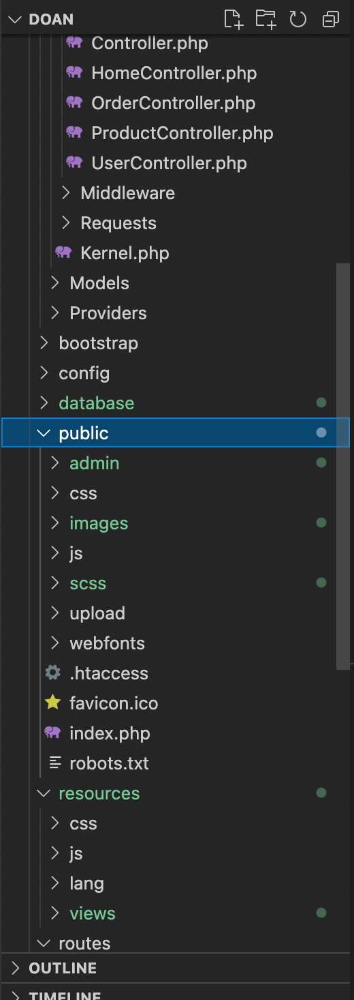 DOAN
Controller.php
HomeController.php
OrderController.php
ProductController.php
UserController.php
Middleware
Requests
Kernel.php
Models
Providers
bootstrap
config
database
public
admin
css
images
js
scss
upload
webfonts
.htaccess
favicon.ico
index.php
robots.txt
resources
css
js
lang
views
routes
OUTLINE
TIMELINE